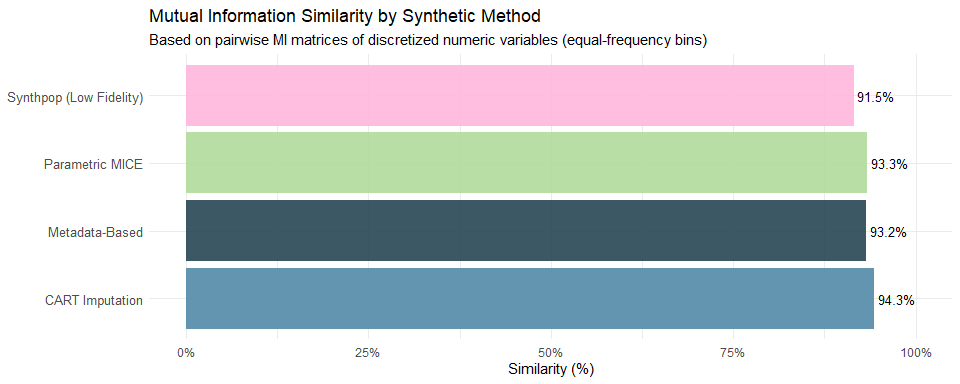 Mutual Information Similarity by Synthetic Method
Based on pairwise MI matrices of discretized numeric variables (equal-frequency bins)
Synthpop (Low Fidelity)
91.5%
Parametric MICE
93.3%
Metadata-Based
93.2%
CART Imputation
94.3%
0%
25%
50%
75%
100%
Similarity (%)